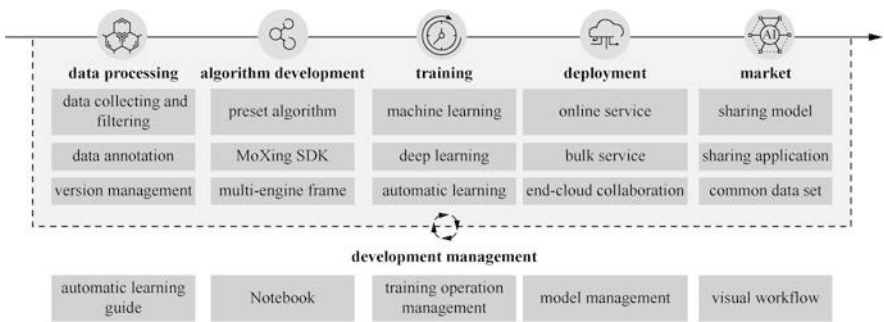 AI
data processing
algorithm development
training
deployment
market
data collecting and
filtering
preset algorithm
machine learning
online service
sharing model
data annotation
MoXing SDK
deep learning
bulk service
sharing application
version management
multi-engine frame
automatic learning
end-cloud collaboration
common data set
development management
automatic learning
guide
Notebook
training operation
management
model management
visual workflow